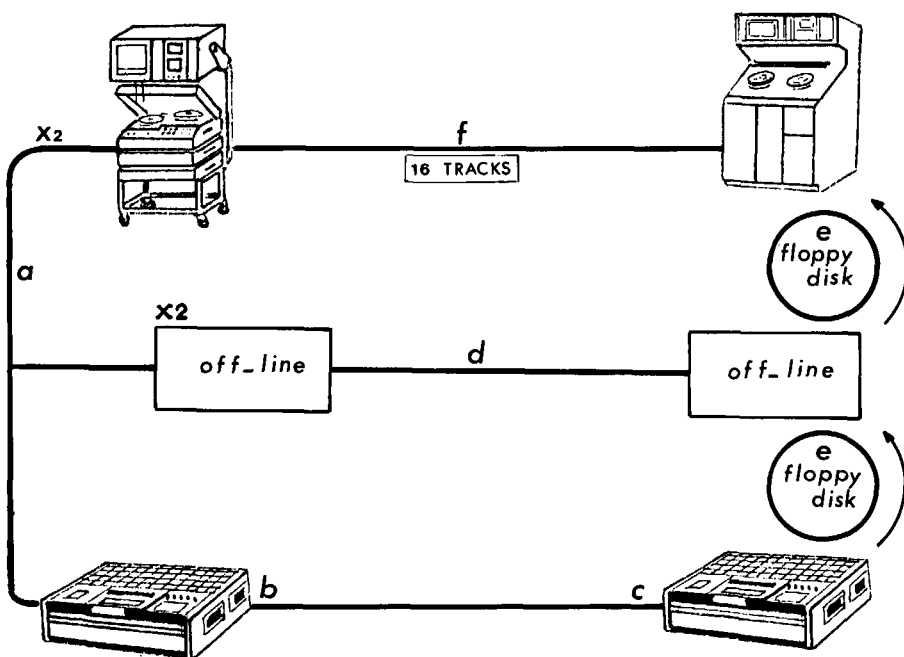 x2
f
16 TRACKS
a
e
floppy
disk
x2
off_line
d
off_line
e
floppy
disk
b
c